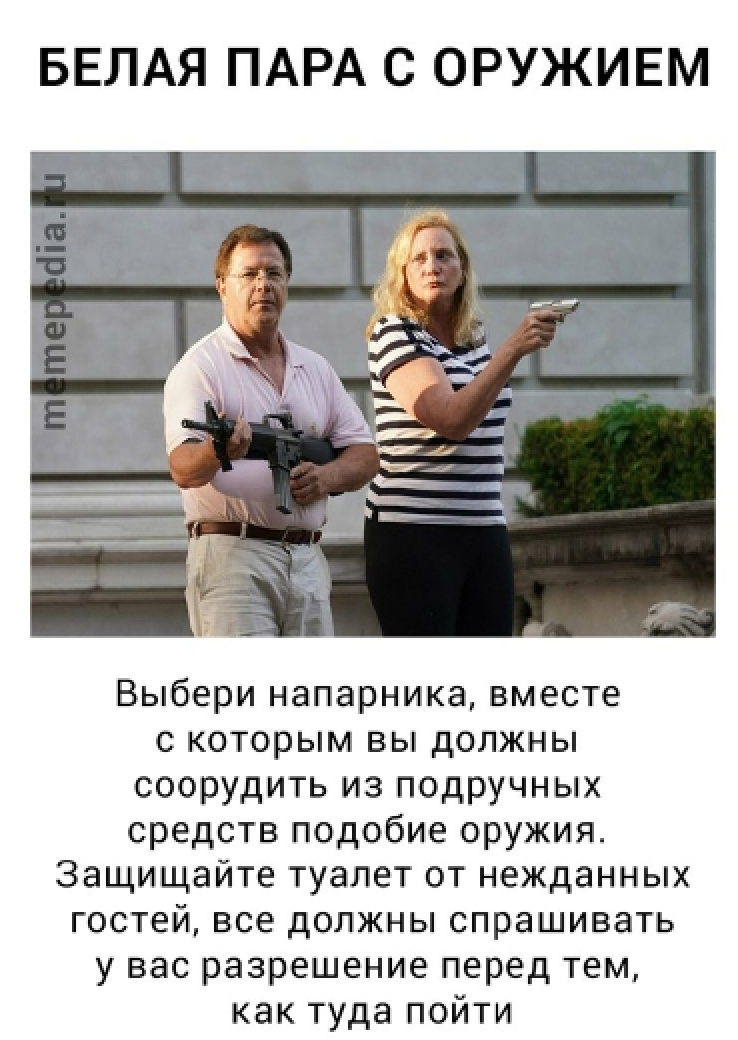 БЕЛАЯ ПАРА С ОРУЖИЕМ
memepedia.ru
Выбери напарника, вместе
с которым вы должны
соорудить из подручных
средств подобие оружия.
Защищайте туалет от нежданных
гостей, все должны спрашивать
у вас разрешение перед тем,
как туда пойти